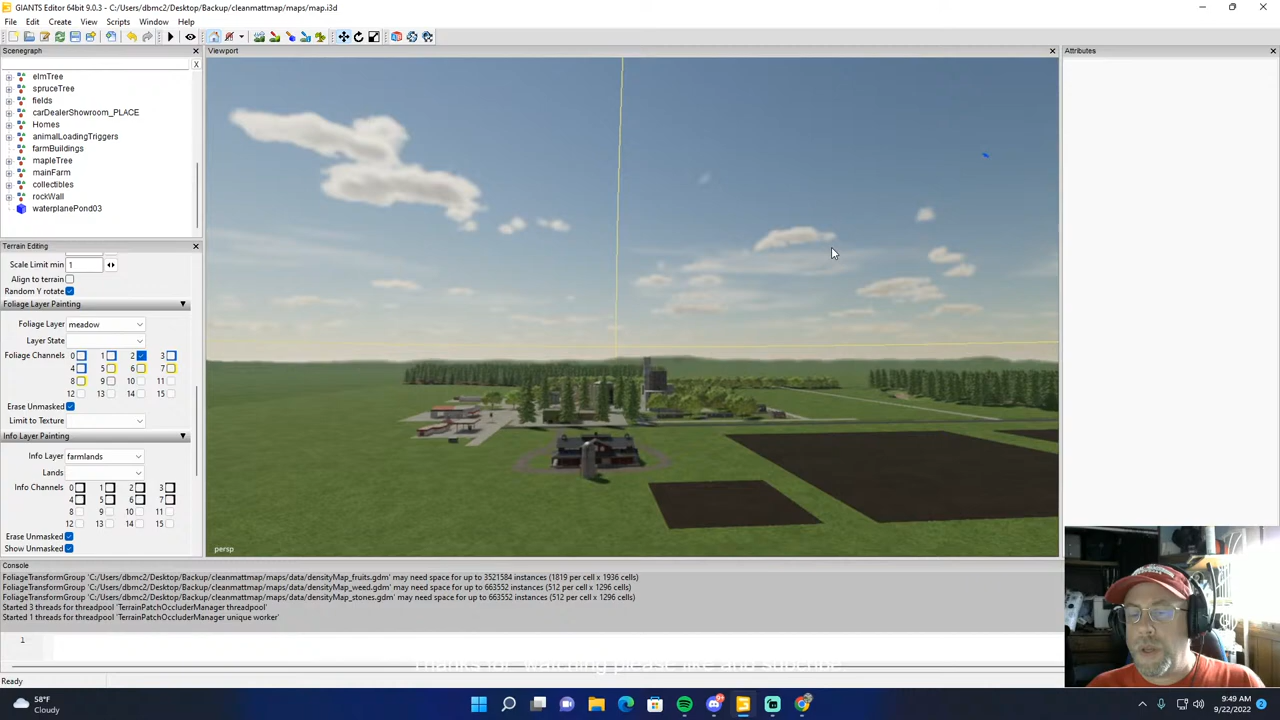 GIANTS Editor 64bit 9.0.3 - C:/Users/dbmc2/Desktop/Backup/cleanmattmap/maps/map.i3d
File Edit Create View Scripts Window Help
Scenegraph
X
elmTree
spruceTree
fields
carDealerShowroom_PLACE
Homes
animalLoadingTriggers
farmBuildings
mapleTree
mainFarm
collectibles
rockWall
waterplanePond03
Terrain Editing
Scale Limit min 1
Align to terrain
Random Y rotate
Foliage Layer Painting
Foliage Layer meadow
Layer State
Foliage Channels 0 1 2 3
4 5 6 7
8 9 10 11
12 13 14 15
Erase Unmasked
Limit to Texture
Info Layer Painting
Info Layer farmlands
Lands
Info Channels 0 1 2 3
4 5 6 7
8 9 10 11
12 13 14 15
Erase Unmasked
Show Unmasked
Viewport
persp
Attributes
Console
FoliageTransformGroup 'C:/Users/dbmc2/Desktop/Backup/cleanmattmap/maps/data/densityMap_fruits.gdm' may need space for up to 3521584 instances (1819 per cell x 1936 cells)
FoliageTransformGroup 'C:/Users/dbmc2/Desktop/Backup/cleanmattmap/maps/data/densityMap_weed.gdm' may need space for up to 663552 instances (512 per cell x 1296 cells)
FoliageTransformGroup 'C:/Users/dbmc2/Desktop/Backup/cleanmattmap/maps/data/densityMap_stones.gdm' may need space for up to 663552 instances (512 per cell x 1296 cells)
Started 3 threads for threadpool 'TerrainPatchOccluderManager threadpool'
Started 1 threads for threadpool 'TerrainPatchOccluderManager unique worker'
1
Thanks for watching please like and
Ready
58°F
Cloudy
9:49 AM
9/22/2022
2